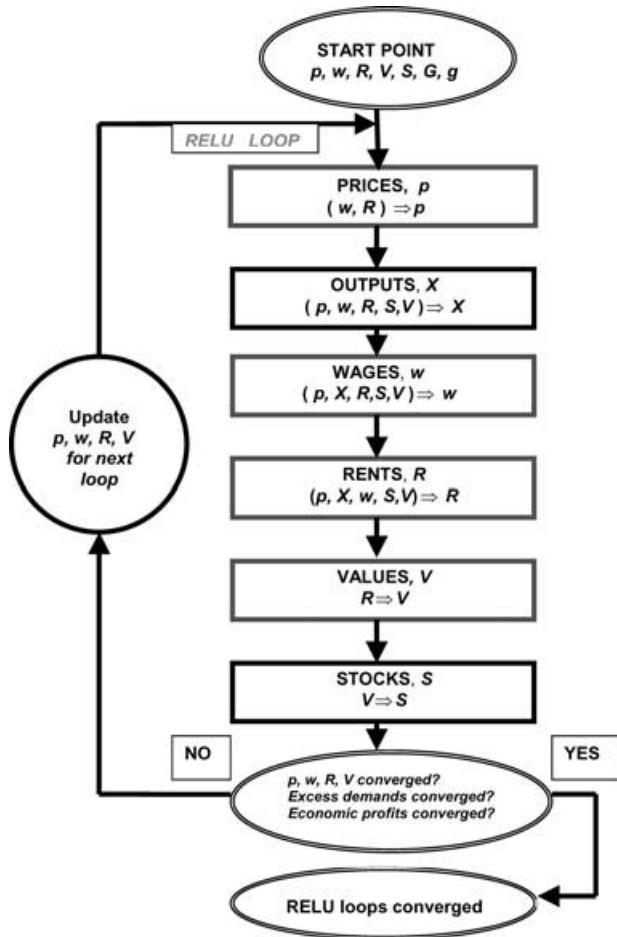 START POINT
p, w, R, V, S, G, g
RELU LOOP
PRICES, p
( w, R ) ⇒ p
OUTPUTS, X
( p, w, R, S,V ) ⇒ X
WAGES, w
( p, X, R,S,V) ⇒ w
Update
p, w, R, V
for next
loop
RENTS, R
(p, X, w, S,V) ⇒ R
VALUES, V
R ⇒ V
STOCKS, S
V ⇒ S
NO
YES
p, w, R, V converged?
Excess demands converged?
Economic profits converged?
RELU loops converged